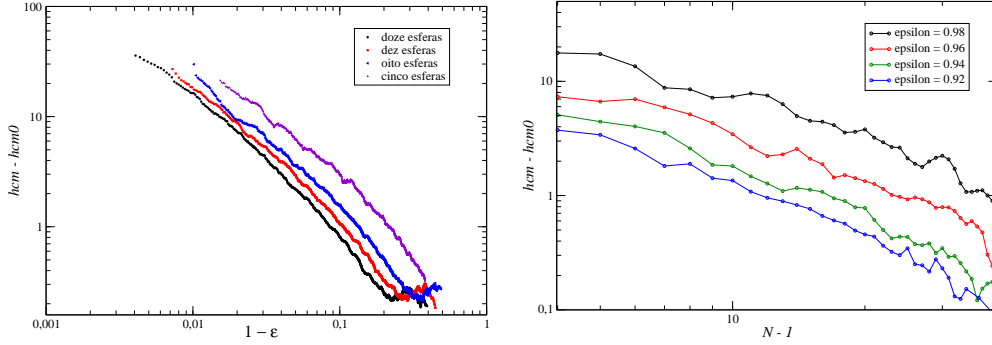 100
10
1
0,001
0,01
0,1
1
1 − ε
hcm - hcm0
doze esferas
dez esferas
oito esferas
cinco esferas
10
1
0,1
10
N - 1
hcm - hcm0
epsilon = 0.98
epsilon = 0.96
epsilon = 0.94
epsilon = 0.92